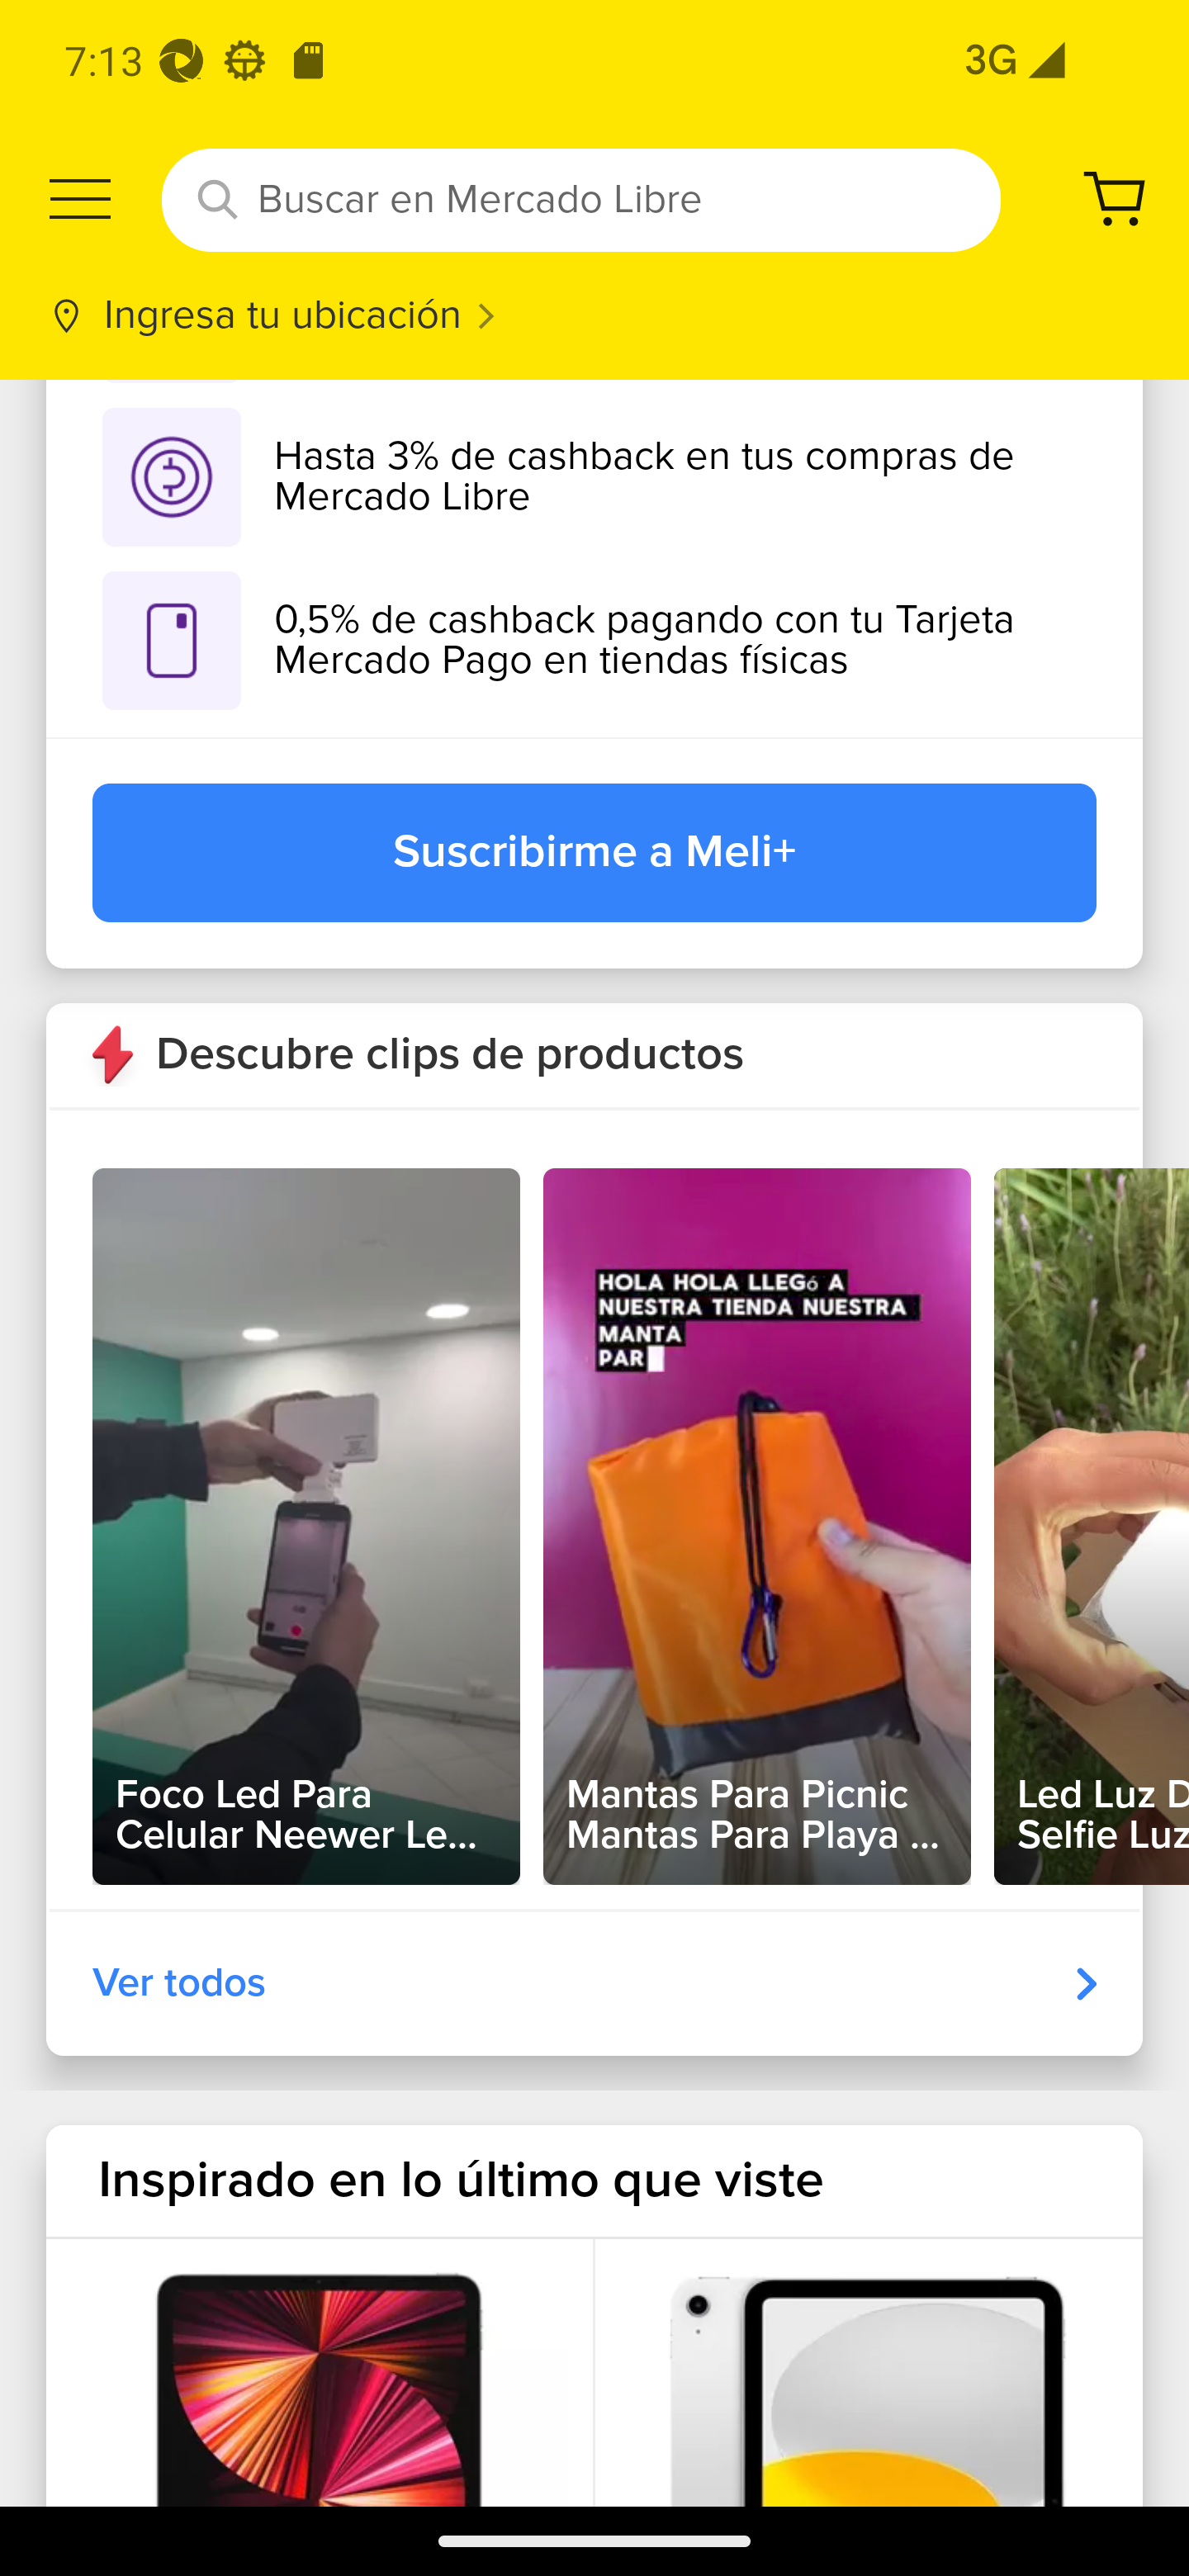 7:13
3G
Buscar en Mercado Libre
Ingresa tu ubicación
Hasta 3% de cashback en tus compras de
Mercado Libre
0,5% de cashback pagando con tu Tarjeta
Mercado Pago en tiendas físicas
Suscribirme a Meli+
Descubre clips de productos
HOLA HOLA LLEGó A
NUESTRA TIENDA NUESTRA
MANTA
PAR
Foco Led Para
Celular Neewer Le...
Mantas Para Picnic
Mantas Para Playa ...
Led Luz D
Selfie Luz
Ver todos
Inspirado en lo último que viste